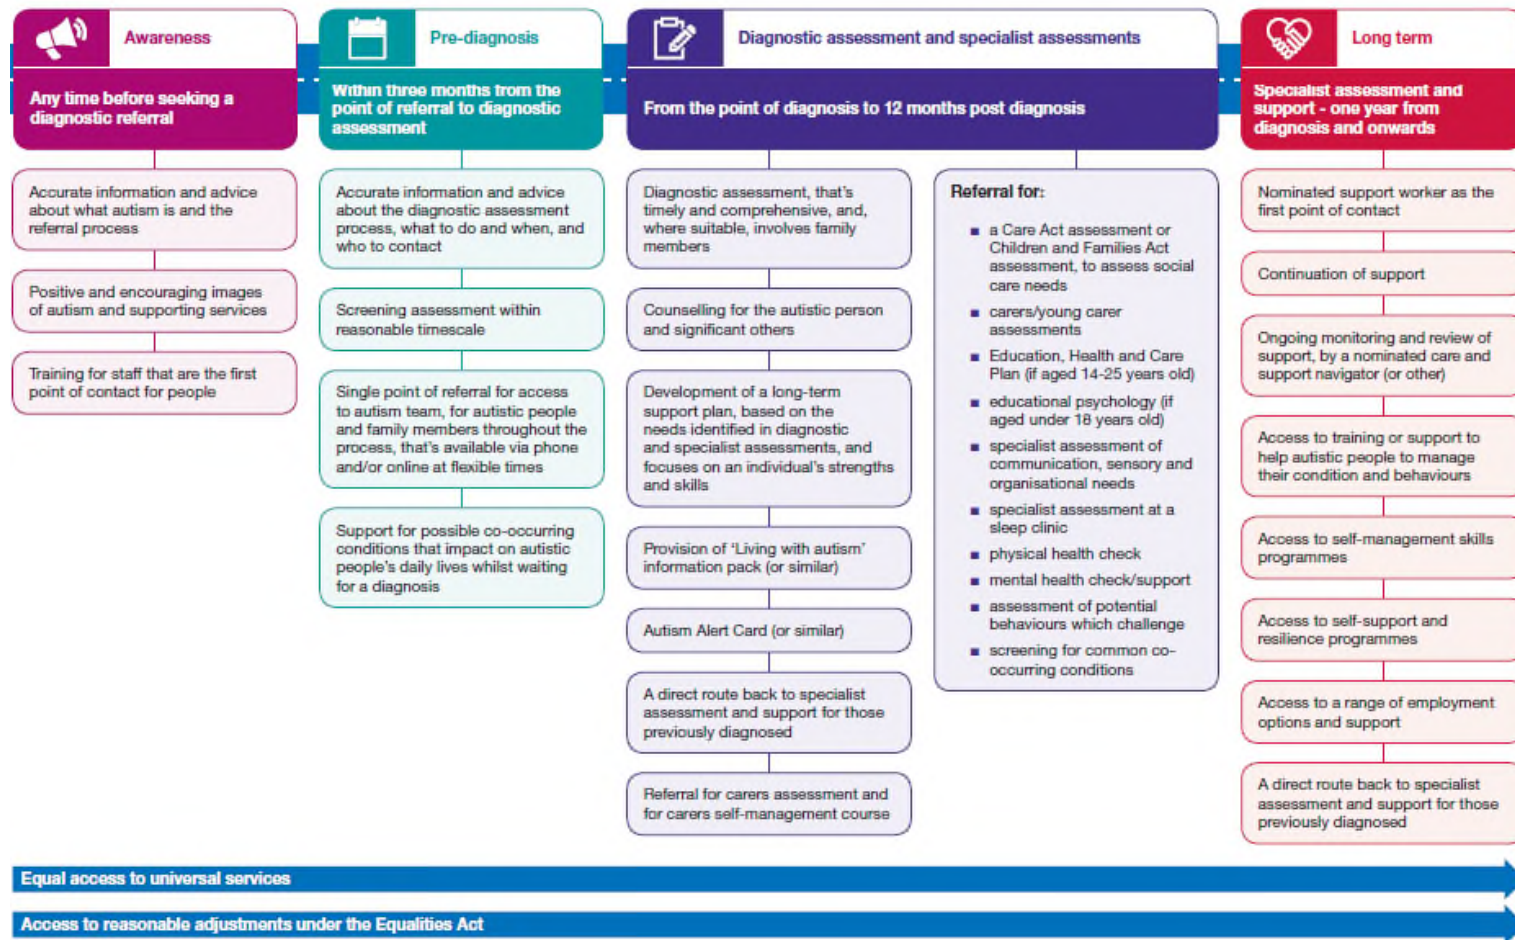 Awareness
Any time before seeking a
diagnostic referral
Accurate information and advice
about what autism is and the
referral process
Positive and encouraging images
of autism and supporting services
Training for staff that are the first
point of contact for people
Pre-diagnosis
Within three months from the
point of referral to diagnostic
assessment
Accurate information and advice
about the diagnostic assessment
process, what to do and when, and
who to contact
Screening assessment within
reasonable timescale
Single point of referral for access
to autism team, for autistic people
and family members throughout the
process, that's available via phone
and/or online at flexible times
Support for possible co-occurring
conditions that impact on autistic
people's daily lives whilst waiting
for a diagnosis
Diagnostic assessment and specialist assessments
From the point of diagnosis to 12 months post diagnosis
Diagnostic assessment, that's
timely and comprehensive, and,
where suitable, involves family
members
Counselling for the autistic person
and significant others
Development of a long-term
support plan, based on the
needs identified in diagnostic
and specialist assessments, and
focuses on an individual's strengths
and skills
Provision of 'Living with autism'
information pack (or similar)
Autism Alert Card (or similar)
A direct route back to specialist
assessment and support for those
previously diagnosed
Referral for carers assessment and
for carers self-management course
Referral for:
■ a Care Act assessment or
Children and Families Act
assessment, to assess social
care needs
■ carers/young carer
assessments
■ Education, Health and Care
Plan (if aged 14-25 years old)
■ educational psychology (if
aged under 18 years old)
■ specialist assessment of
communication, sensory and
organisational needs
■ specialist assessment at a
sleep clinic
■ physical health check
■ mental health check/support
■ assessment of potential
behaviours which challenge
■ screening for common co-
occurring conditions
Long term
Specialist assessment and
support - one year from
diagnosis and onwards
Nominated support worker as the
first point of contact
Continuation of support
Ongoing monitoring and review of
support, by a nominated care and
support navigator (or other)
Access to training or support to
help autistic people to manage
their condition and behaviours
Access to self-management skills
programmes
Access to self-support and
resilience programmes
Access to a range of employment
options and support
A direct route back to specialist
assessment and support for those
previously diagnosed
Equal access to universal services
Access to reasonable adjustments under the Equalities Act